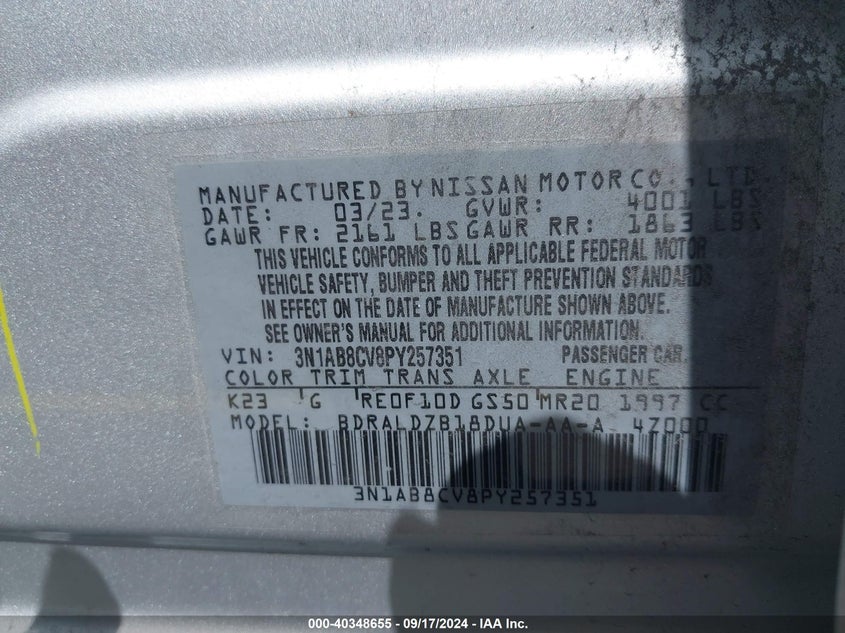 MANUFACTURED BY NISSAN MOTOR CO., LTD.
DATE: 03/23. GVWR: 4001 LBS
GAWR FR: 2161 LBS GAWR RR: 1863 LBS
THIS VEHICLE CONFORMS TO ALL APPLICABLE FEDERAL MOTOR
VEHICLE SAFETY, BUMPER AND THEFT PREVENTION STANDARDS
IN EFFECT ON THE DATE OF MANUFACTURE SHOWN ABOVE.
SEE OWNER'S MANUAL FOR ADDITIONAL INFORMATION.
VIN: 3N1AB8CV8PY257351 PASSENGER CAR
COLOR TRIM TRANS AXLE ENGINE
K23 G RE0F10D GS50 MR20 1997 CC
MODEL: BDRALDZB18DUA-AA-A 4Z000
3N1AB8CV8PY257351
000-40348655 - 09/17/2024 - IAA Inc.